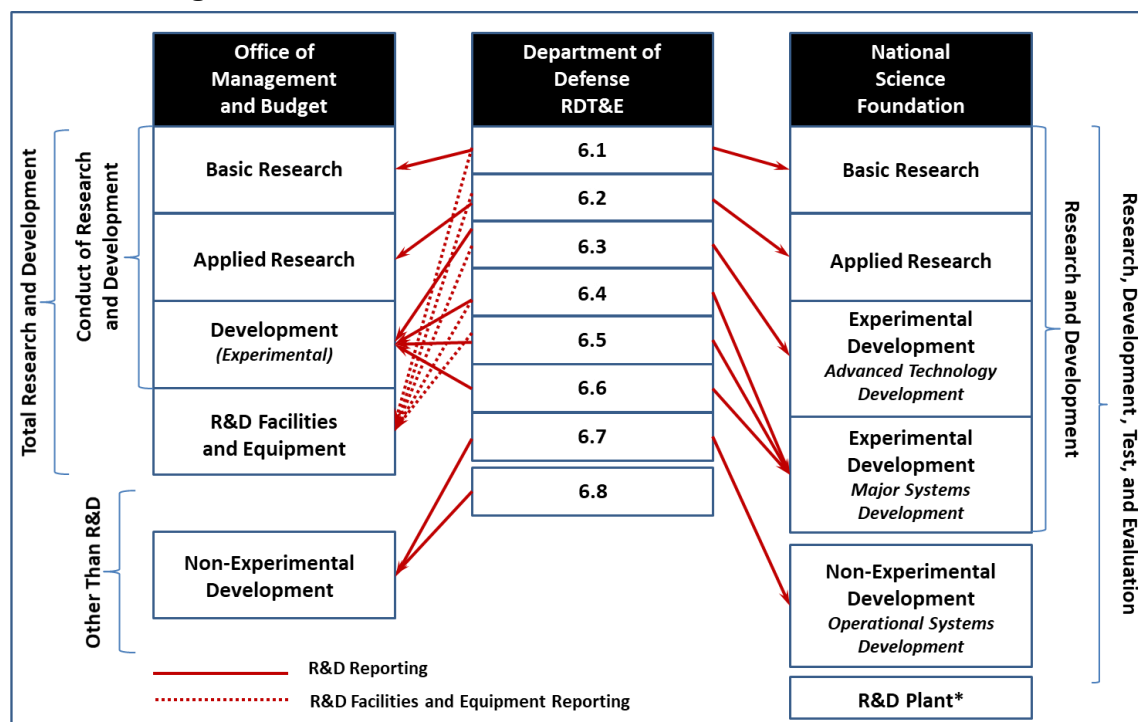 Office of
Management
and Budget
Department of
Defense
RDT&E
National
Science
Foundation
Total Research and Development
Conduct of Research
and Development
Basic Research
Applied Research
Development
(Experimental)
R&D Facilities
and Equipment
Other Than R&D
Non-Experimental
Development
6.1
6.2
6.3
6.4
6.5
6.6
6.7
6.8
Basic Research
Applied Research
Experimental
Development
Advanced Technology
Development
Experimental
Development
Major Systems
Development
Non-Experimental
Development
Operational Systems
Development
R&D Plant*
Research and Development
Research, Development, Test, and Evaluation
R&D Reporting
R&D Facilities and Equipment Reporting